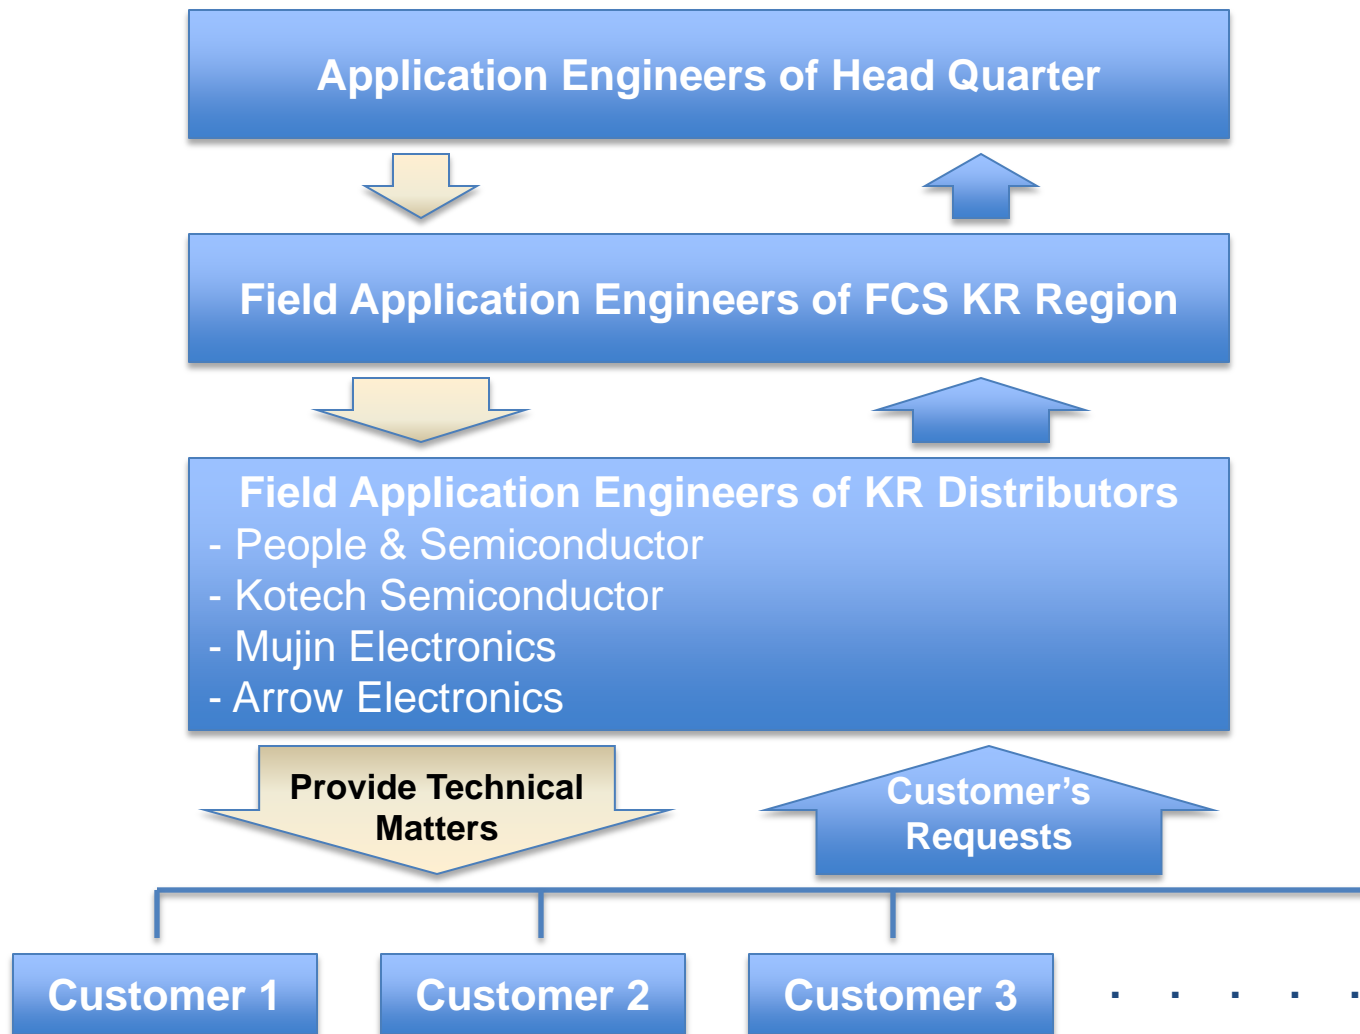 Application Engineers of Head Quarter
Field Application Engineers of FCS KR Region
Field Application Engineers of KR Distributors
- People & Semiconductor
- Kotech Semiconductor
- Mujin Electronics
- Arrow Electronics
Provide Technical
Matters
Customer’s
Requests
Customer 1
Customer 2
Customer 3
. . . . .